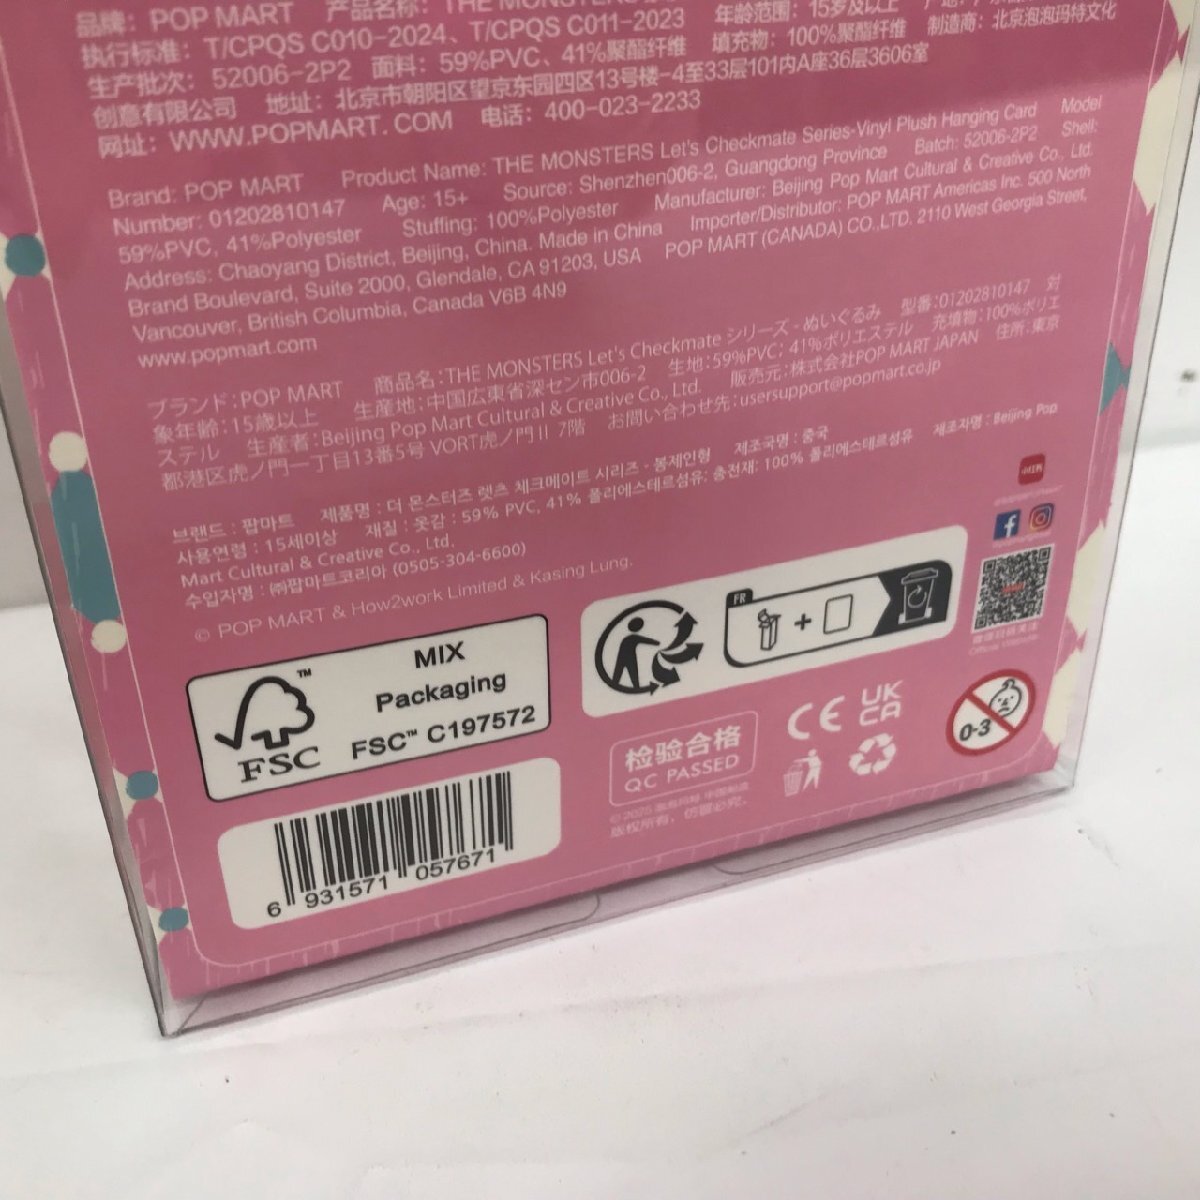 品牌：POP MART 产品名称：THE MONSTERS
执行标准：T/CPQS C010-2024、T/CPQS C011-2023 年龄范围：15岁及以上
生产批次：52006-2P2 面料：59%PVC、41%聚酯纤维 填充物：100%聚酯纤维 制造商：北京泡泡玛特文化
创意有限公司 地址：北京市朝阳区望京东园四区13号楼-4至33层101内A座36层3606室
网址：WWW.POPMART.COM 电话：400-023-2233
Brand: POP MART Product Name: THE MONSTERS Let's Checkmate Series-Vinyl Plush Hanging Card Model
Number: 01202810147 Age: 15+ Source: Shenzhen006-2, Guangdong Province Batch: 52006-2P2 Shell:
59%PVC, 41%Polyester Stuffing: 100%Polyester Manufacturer: Beijing Pop Mart Cultural & Creative Co., Ltd.
Address: Chaoyang District, Beijing, China. Made in China Importer/Distributor: POP MART Americas Inc. 500 North
Brand Boulevard, Suite 2000, Glendale, CA 91203, USA POP MART (CANADA) CO.,LTD. 2110 West Georgia Street,
Vancouver, British Columbia, Canada V6B 4N9
www.popmart.com
ブランド：POP MART 商品名：THE MONSTERS Let's Checkmate シリーズ - ぬいぐるみ 型番：01202810147 対
象年齢：15歳以上 生産地：中国広東省深セン市006-2 生地：59%PVC；41%ポリエステル 充填物：100%ポリエ
ステル 生産者：Beijing Pop Mart Cultural & Creative Co., Ltd. 販売元：株式会社POP MART JAPAN 住所：東京
都港区虎ノ門一丁目13番5号 VORT虎ノ門II 7階 お問い合わせ先：usersupport@popmart.co.jp
브랜드 : 팝마트 제품명 : 더 몬스터즈 렛츠 체크메이트 시리즈 - 봉제인형 제조국명 : 중국
사용연령 : 15세이상 재질 : 옷감 : 59% PVC, 41% 폴리에스테르섬유; 충전재: 100% 폴리에스테르섬유 제조자명 : Beijing Pop
Mart Cultural & Creative Co., Ltd.
수입자명 : ㈜팝마트코리아 (0505-304-6600)
© POP MART & How2work Limited & Kasing Lung.
FSC™
MIX
Packaging
FSC™ C197572
FR
Official Website
检验合格
QC PASSED
CE
UK
CA
0-3
版权所有，仿冒必究。
6 931571 057671